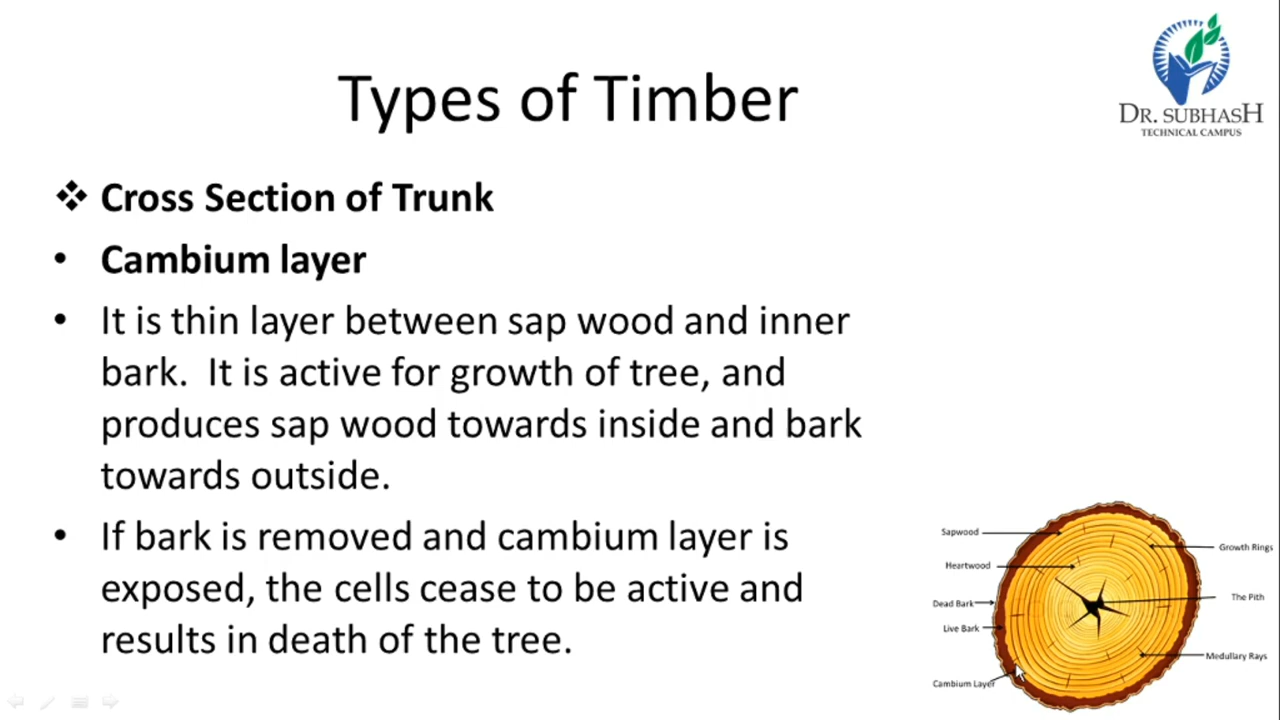 DR. SUBHASH
TECHNICAL CAMPUS
Types of Timber
❖ Cross Section of Trunk
• Cambium layer
• It is thin layer between sap wood and inner
bark.  It is active for growth of tree, and
produces sap wood towards inside and bark
towards outside.
• If bark is removed and cambium layer is
exposed, the cells cease to be active and
results in death of the tree.
Sapwood
Growth Rings
Heartwood
The Pith
Dead Bark
Live Bark
Medullary Rays
Cambium Layer